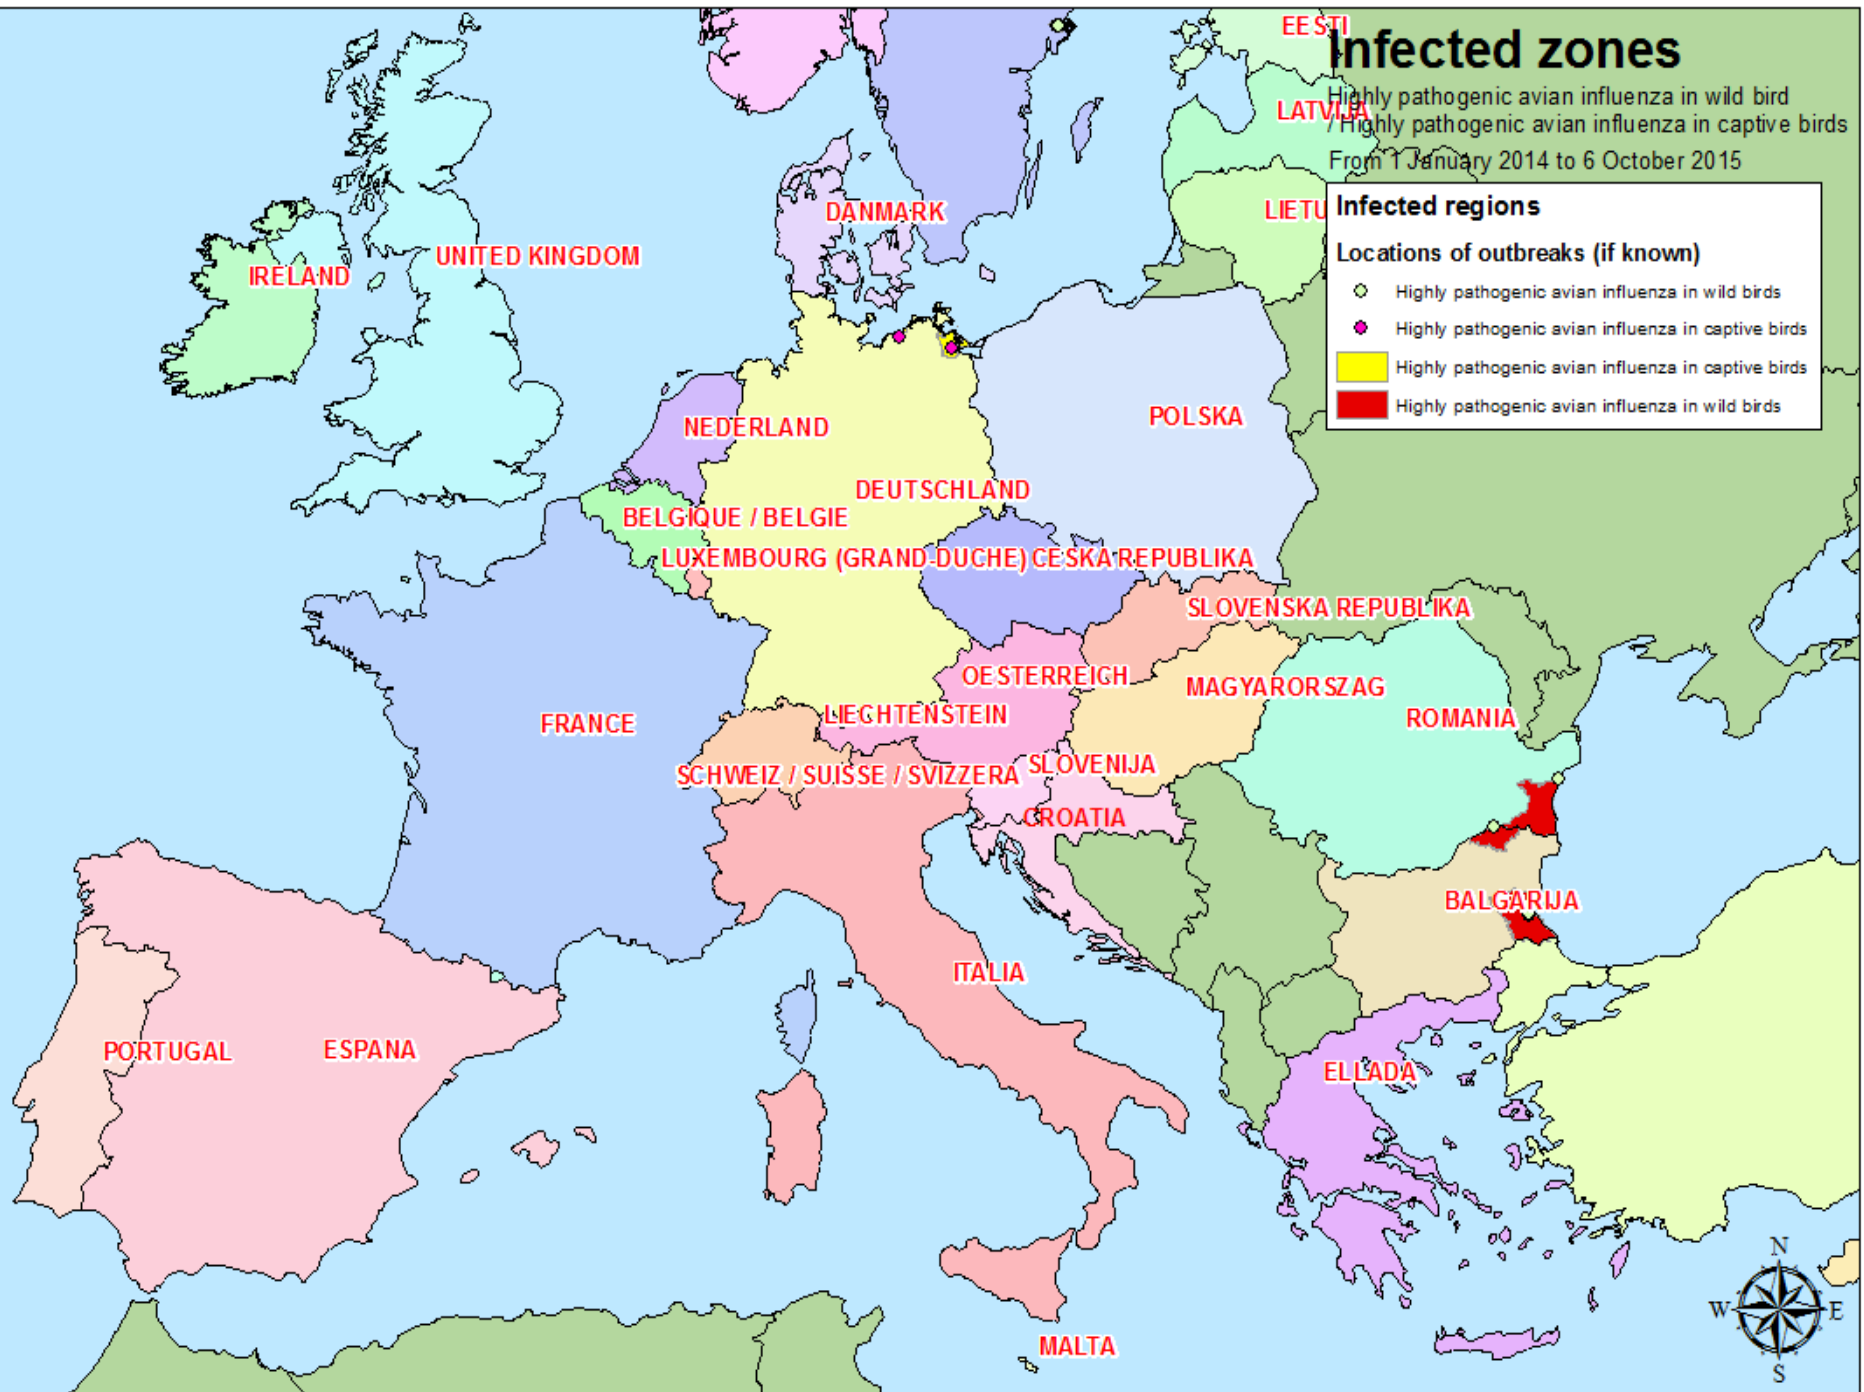 EESTI
Infected zones
Highly pathogenic avian influenza in wild bird
/ Highly pathogenic avian influenza in captive birds
From 1 January 2014 to 6 October 2015
LATVIJA
LIETU
Infected regions
Locations of outbreaks (if known)
Highly pathogenic avian influenza in wild birds
Highly pathogenic avian influenza in captive birds
Highly pathogenic avian influenza in captive birds
Highly pathogenic avian influenza in wild birds
DANMARK
UNITED KINGDOM
IRELAND
POLSKA
NEDERLAND
DEUTSCHLAND
BELGIQUE / BELGIE
LUXEMBOURG (GRAND-DUCHE)
CESKA REPUBLIKA
SLOVENSKA REPUBLIKA
OESTERREICH
MAGYARORSZAG
LIECHTENSTEIN
FRANCE
ROMANIA
SLOVENIJA
SCHWEIZ / SUISSE / SVIZZERA
CROATIA
BALGARIJA
ITALIA
PORTUGAL
ESPANA
ELLADA
MALTA
N
W
E
S